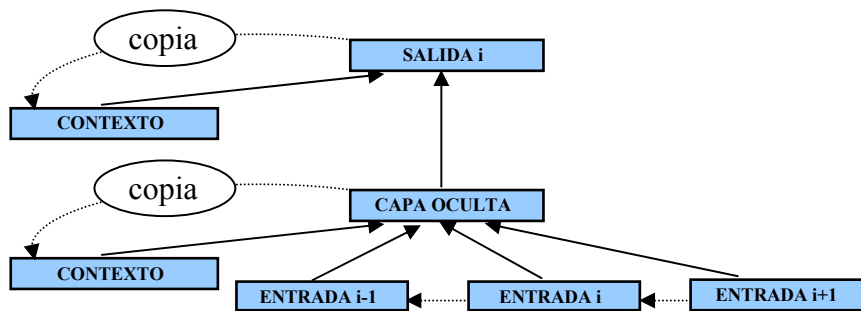 copia
SALIDA i
CONTEXTO
copia
CAPA OCULTA
CONTEXTO
ENTRADA i-1
ENTRADA i
ENTRADA i+1